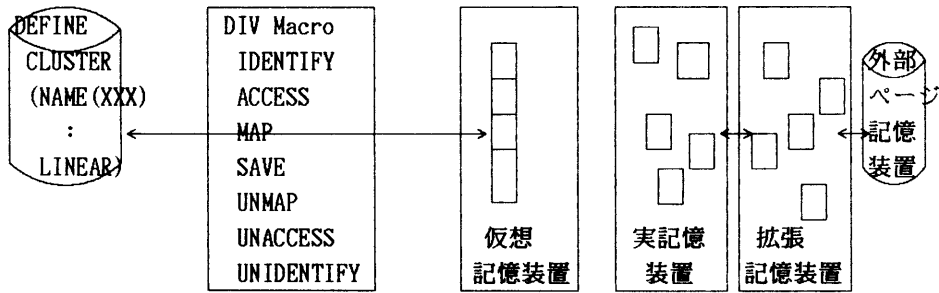 DEFINE
CLUSTER
(NAME(XXX)
:
LINEAR)
DIV Macro
IDENTIFY
ACCESS
MAP
SAVE
UNMAP
UNACCESS
UNIDENTIFY
仮想
記憶装置
実記憶
装置
拡張
記憶装置
外部
ページ
記憶
装置